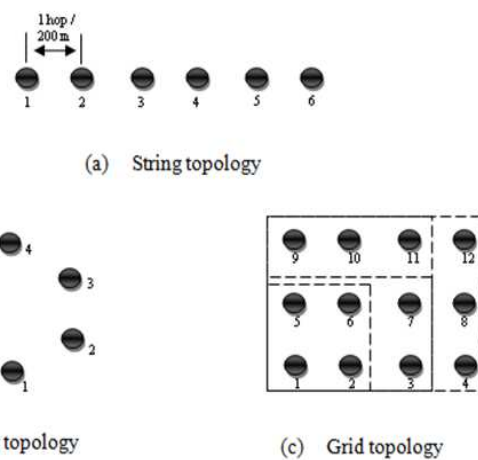 1 hop /
200 m
1 2 3 4 5 6
(a) String topology
4
3
2
1
topology
9 10 11 12
5 6 7 8
1 2 3 4
(c) Grid topology